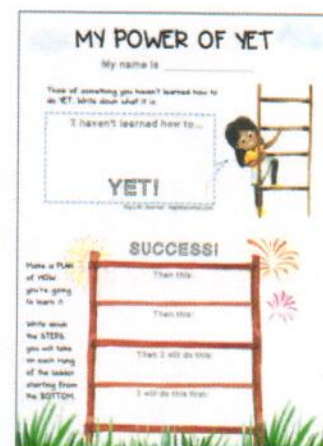 MY POWER OF YET
My name is
Think of something you haven't learned how to
do YET. Write down what it is.
I haven't learned how to...
YET!
SUCCESS!
Make a PLAN
of HOW
you're going
to learn it.
Write down
the STEPS
you will take
on each rung
of the ladder
starting from
the BOTTOM.
Then this:
Then this:
Then I will do this:
I will do this first: